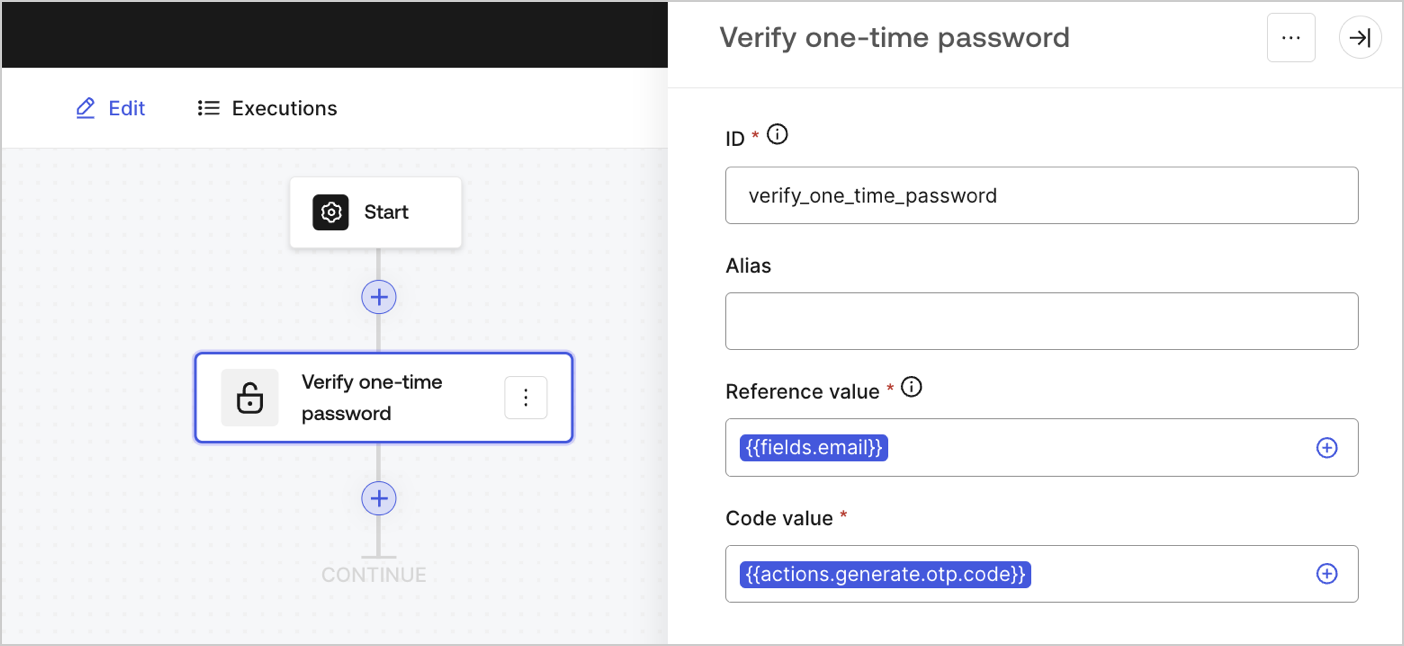 Edit
Executions
Start
Verify one-time
password
CONTINUE
Verify one-time password
ID *
verify_one_time_password
Alias
Reference value *
{{fields.email}}
Code value *
{{actions.generate.otp.code}}